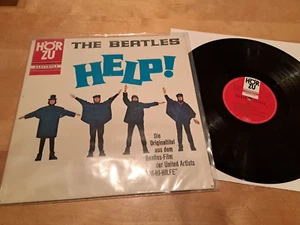 HÖR
ZU
ELECTROLA
THE BEATLES
HELP!
Die
Originaltitel
aus dem
Beatles-Film
der United Artists
"HI-HI-HILFE"
HÖR
ZU